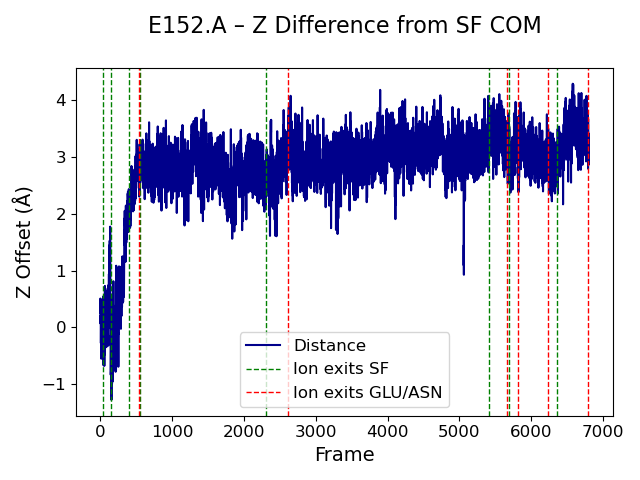 E152.A – Z Difference from SF COM
Z Offset (Å)
4
3
2
1
0
−1
Distance
Ion exits SF
Ion exits GLU/ASN
0 1000 2000 3000 4000 5000 6000 7000
Frame